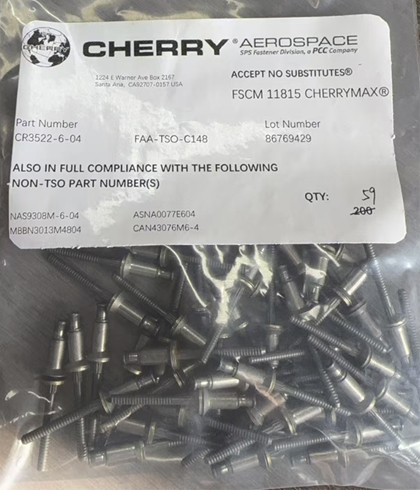 CHERRY
CHERRY® AEROSPACE
SPS Fastener Division, a PCC Company
1224 E Warner Ave Box 2157
Santa Ana, CA92707-0157 USA
ACCEPT NO SUBSTITUTES®
FSCM 11815 CHERRYMAX®
Part Number
Lot Number
CR3522-6-04
FAA-TSO-C148
86769429
ALSO IN FULL COMPLIANCE WITH THE FOLLOWING
NON-TSO PART NUMBER(S)
QTY:
59
200
NAS9308M-6-04
ASNA0077E604
MBBN3013M4804
CAN43076M6-4